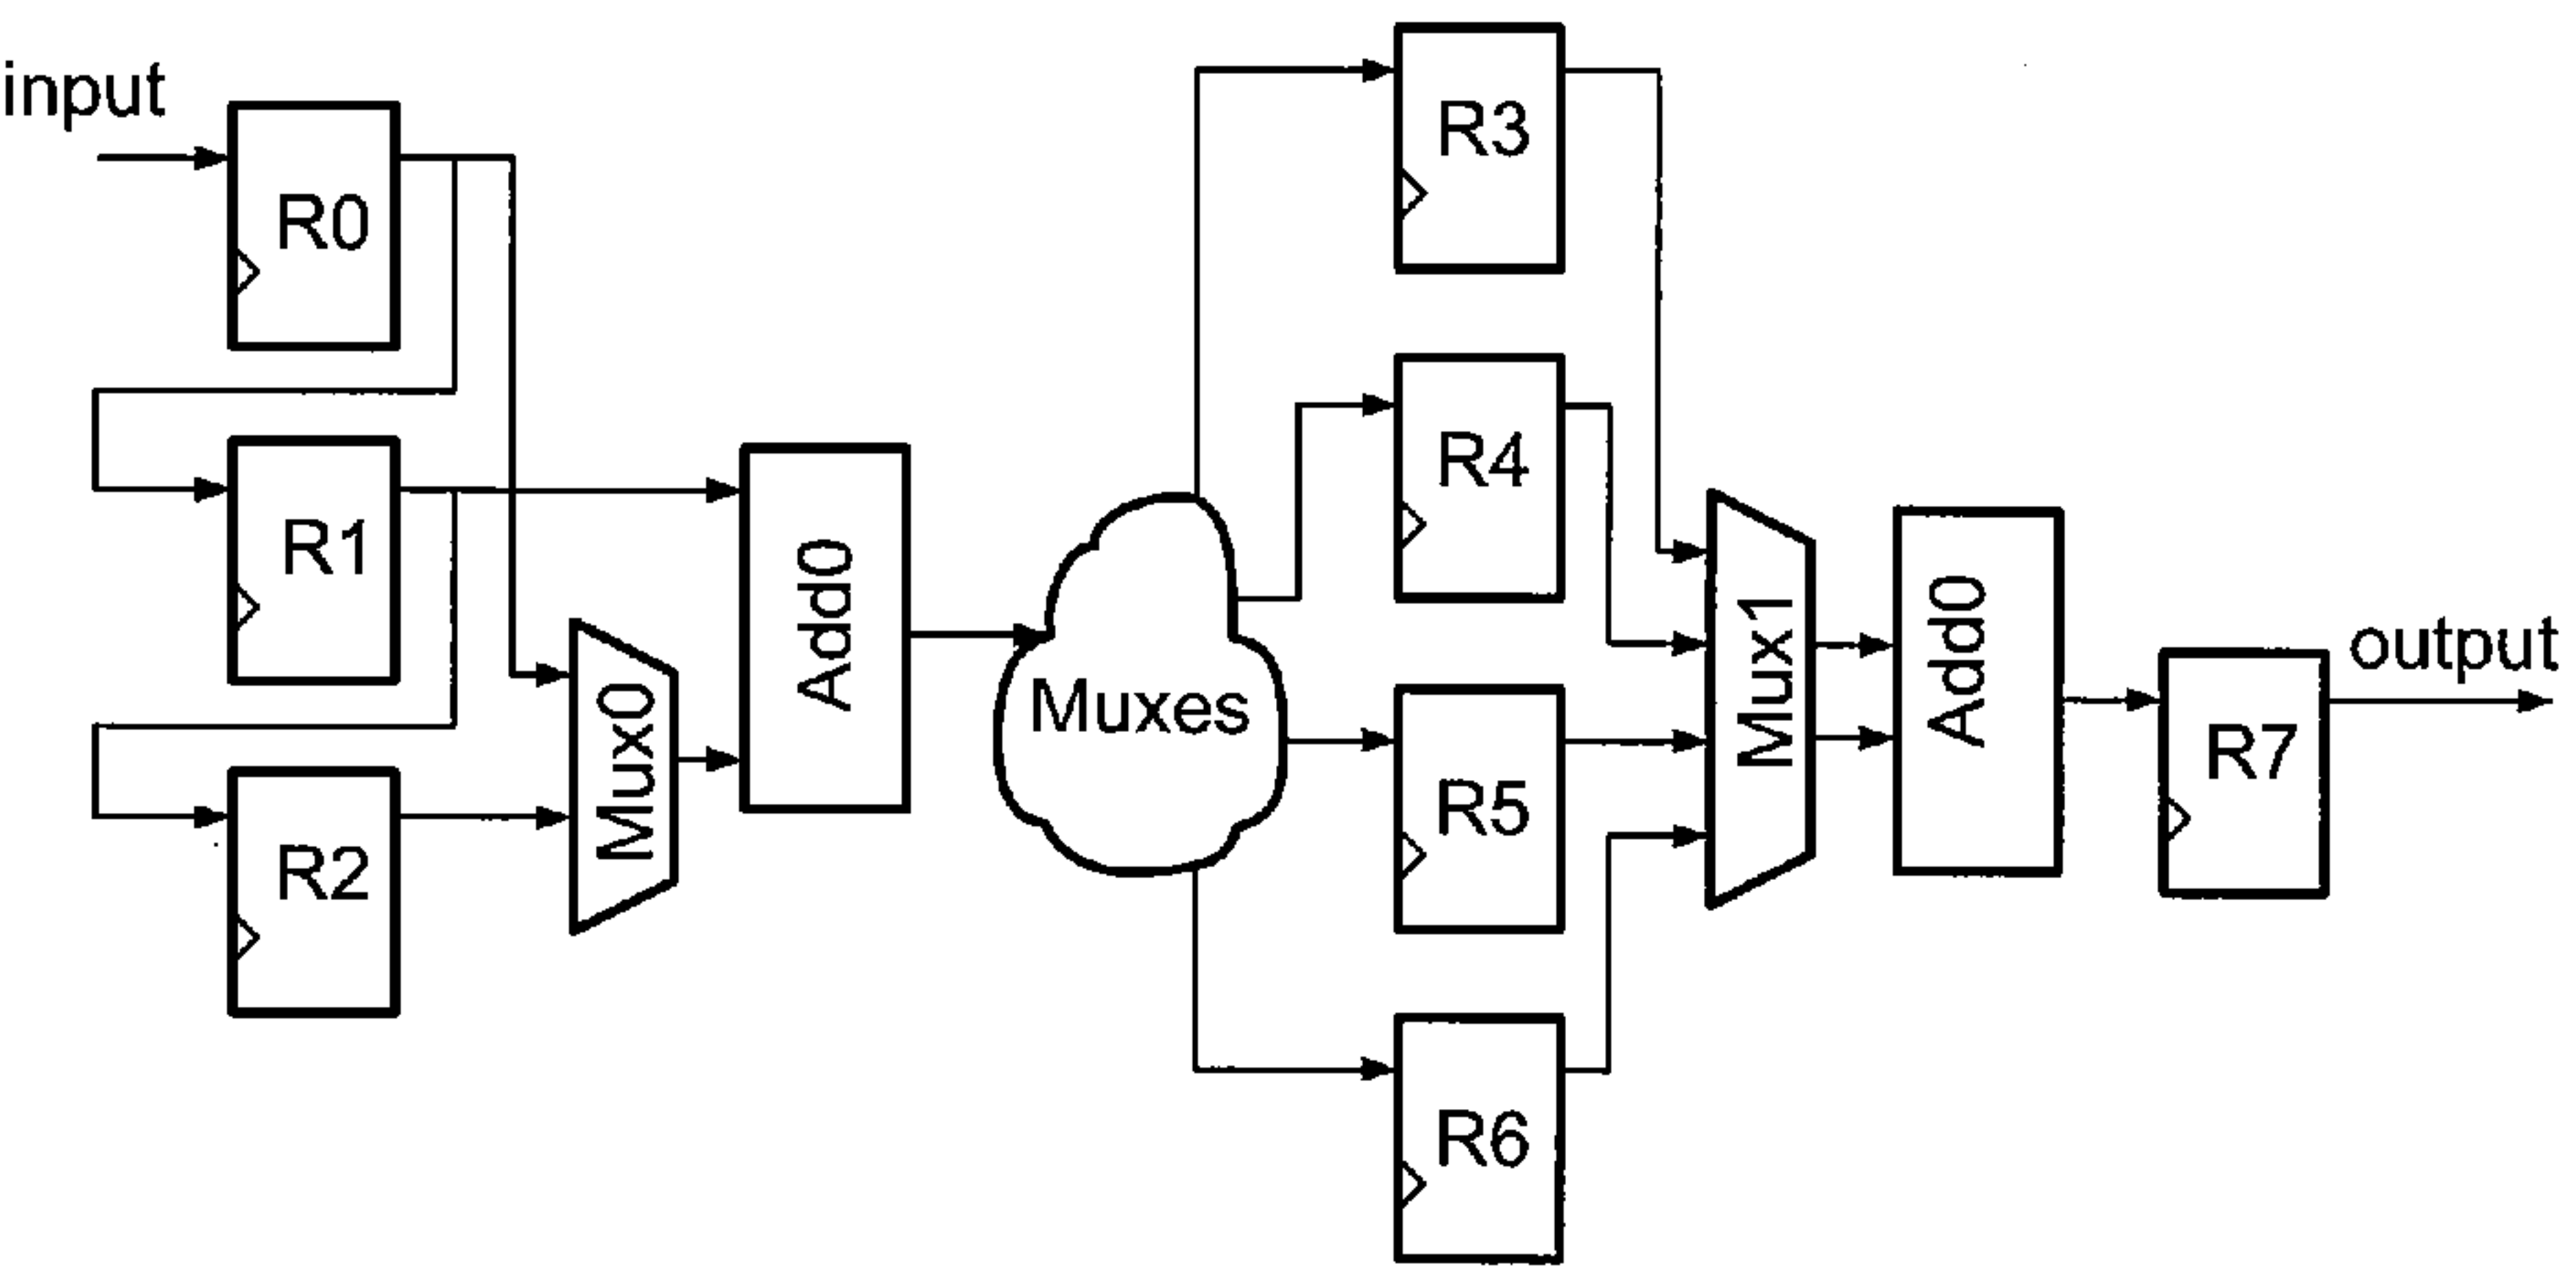 input
R0
R1
R2
Mux0
Add0
Muxes
R3
R4
R5
R6
Mux1
Add0
R7
output